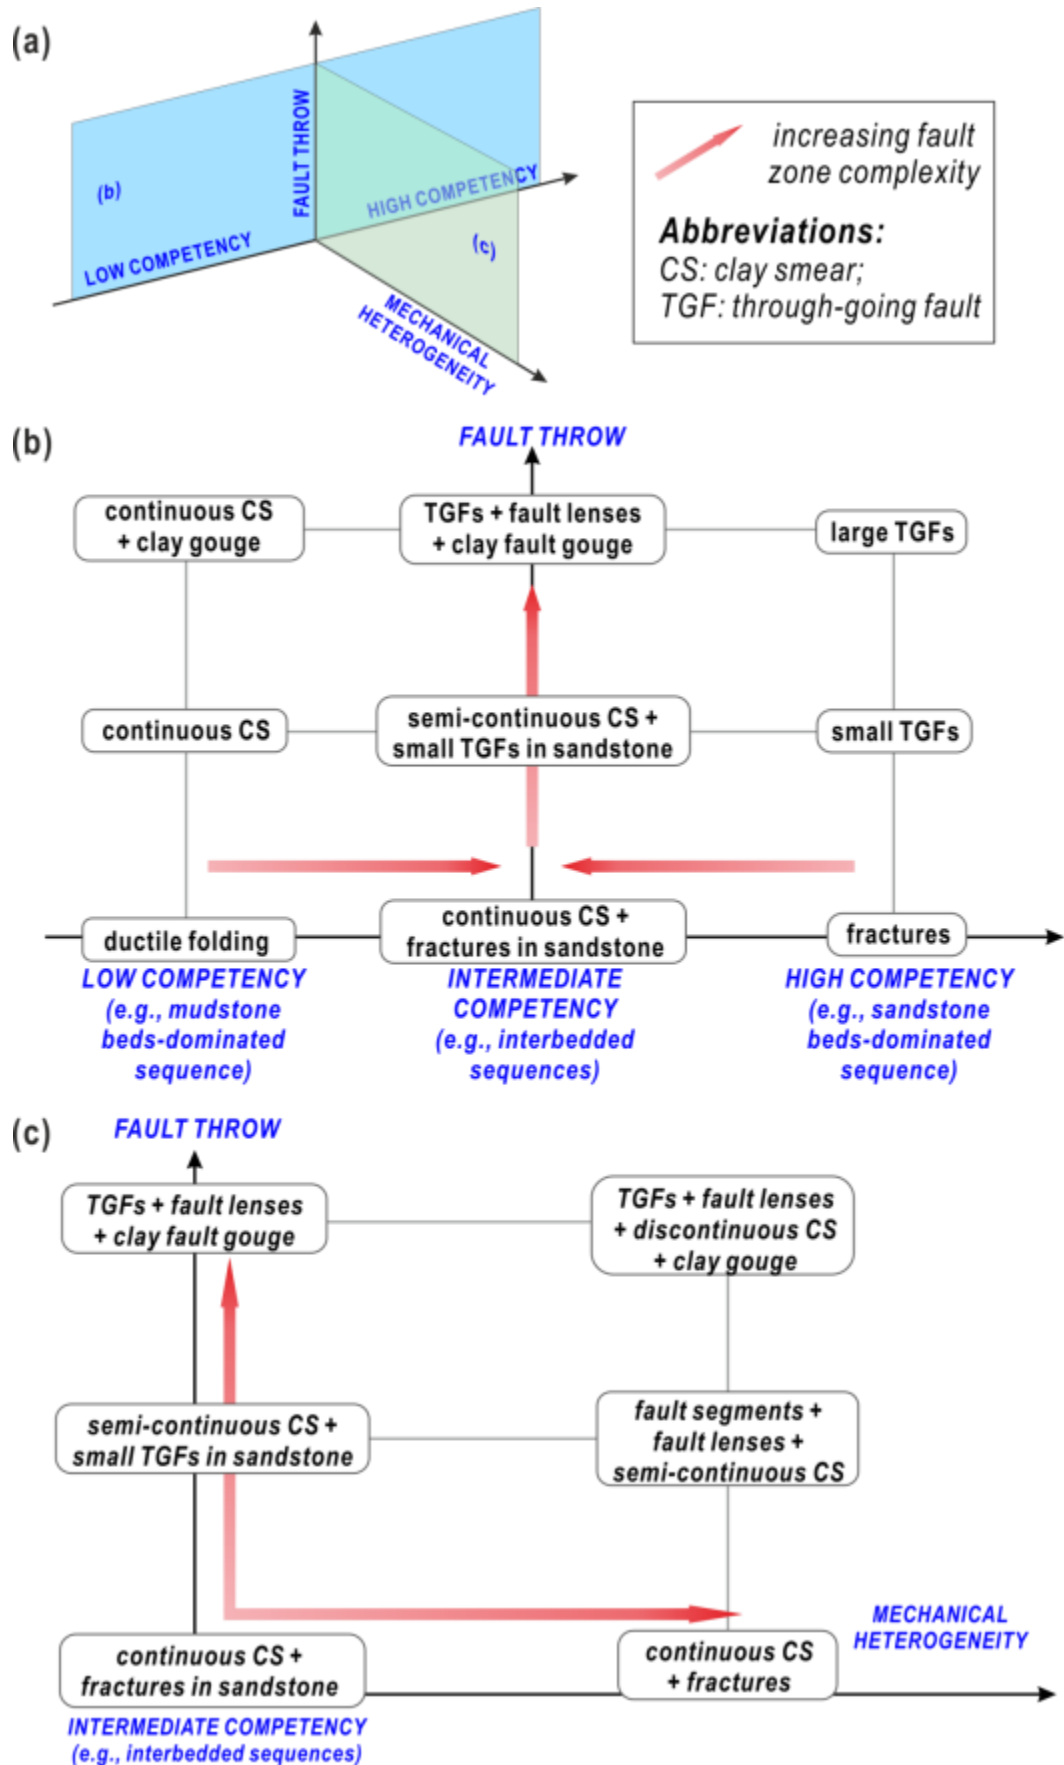 (a)
FAULT THROW
(b)
HIGH COMPETENCY
LOW COMPETENCY
(c)
MECHANICAL
HETEROGENEITY
increasing fault
zone complexity
Abbreviations:
CS: clay smear;
TGF: through-going fault
(b)
FAULT THROW
continuous CS
+ clay gouge
TGFs + fault lenses
+ clay fault gouge
large TGFs
continuous CS
semi-continuous CS +
small TGFs in sandstone
small TGFs
ductile folding
continuous CS +
fractures in sandstone
fractures
LOW COMPETENCY
(e.g., mudstone
beds-dominated
sequence)
INTERMEDIATE
COMPETENCY
(e.g., interbedded
sequences)
HIGH COMPETENCY
(e.g., sandstone
beds-dominated
sequence)
(c)
FAULT THROW
TGFs + fault lenses
+ clay fault gouge
TGFs + fault lenses
+ discontinuous CS
+ clay gouge
semi-continuous CS +
small TGFs in sandstone
fault segments +
fault lenses +
semi-continuous CS
MECHANICAL
HETEROGENEITY
continuous CS +
fractures in sandstone
continuous CS
+ fractures
INTERMEDIATE COMPETENCY
(e.g., interbedded sequences)